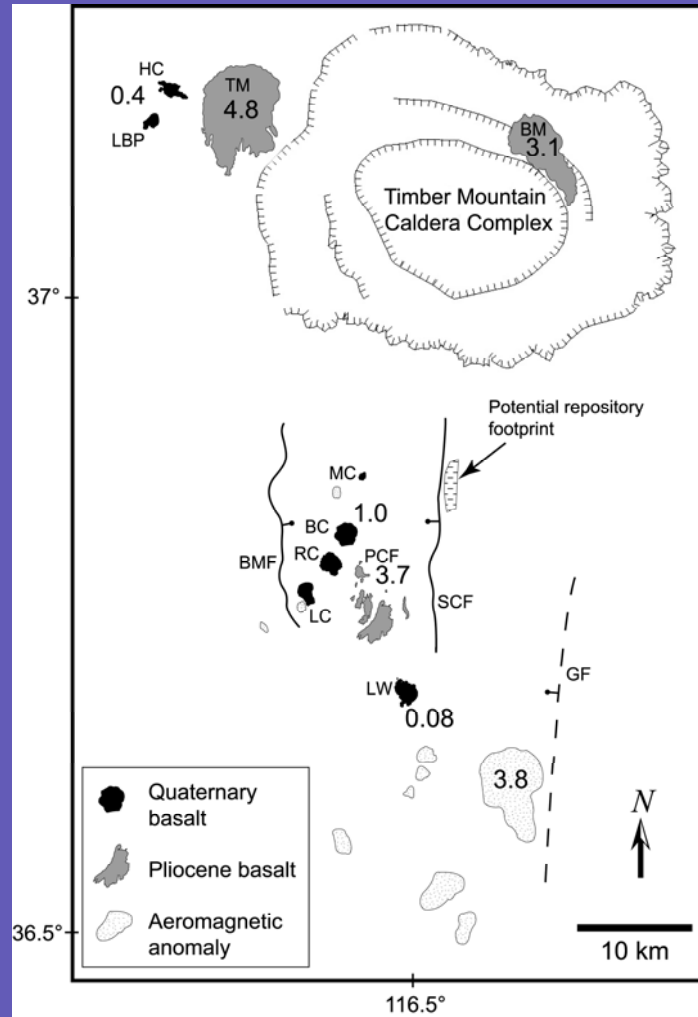 HC
TM
0.4
4.8
LBP
BM
3.1
Timber Mountain
Caldera Complex
37°
Potential repository
footprint
MC
1.0
BC
RC
PCF
BMF
3.7
SCF
LC
GF
LW
0.08
3.8
Quaternary
basalt
Pliocene basalt
Aeromagnetic
anomaly
N
10 km
36.5°
116.5°